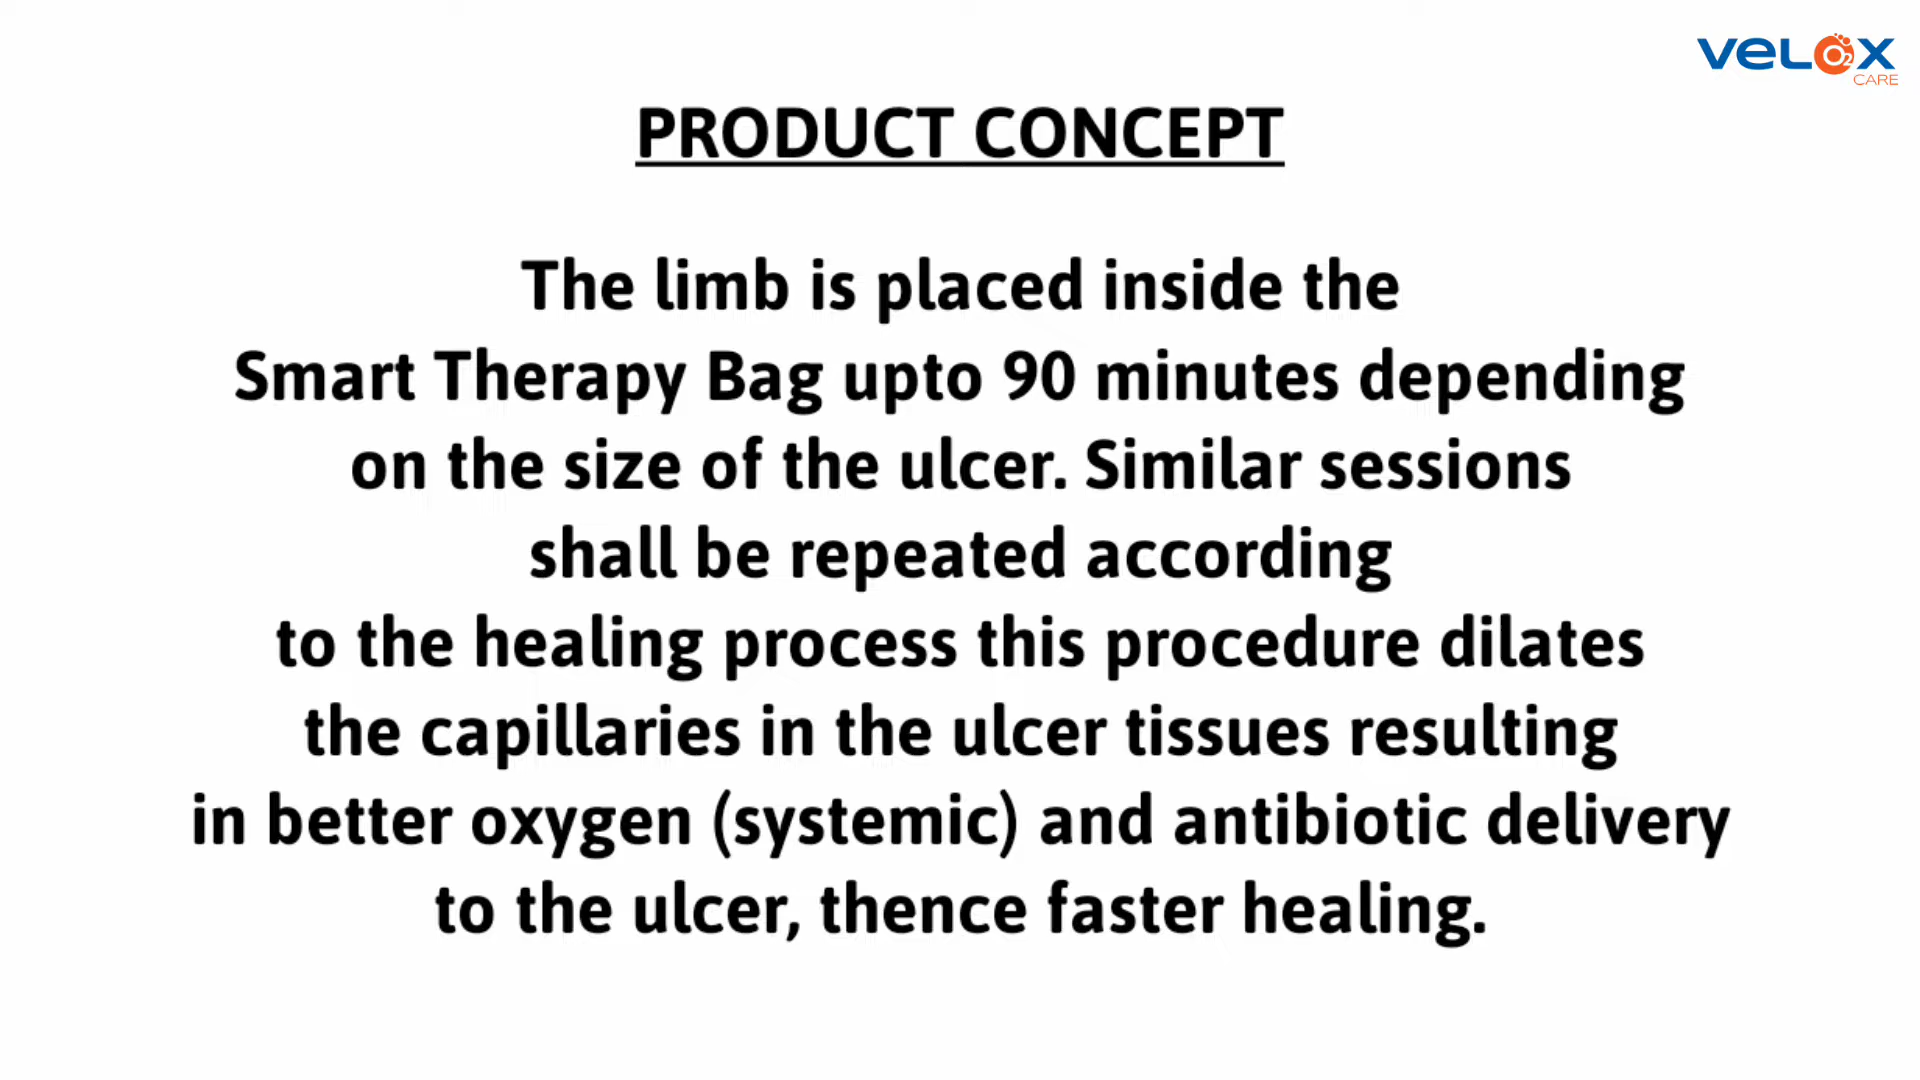 VELOX
CARE
PRODUCT CONCEPT
The limb is placed inside the
Smart Therapy Bag upto 90 minutes depending
on the size of the ulcer. Similar sessions
shall be repeated according
to the healing process this procedure dilates
the capillaries in the ulcer tissues resulting
in better oxygen (systemic) and antibiotic delivery
to the ulcer, thence faster healing.